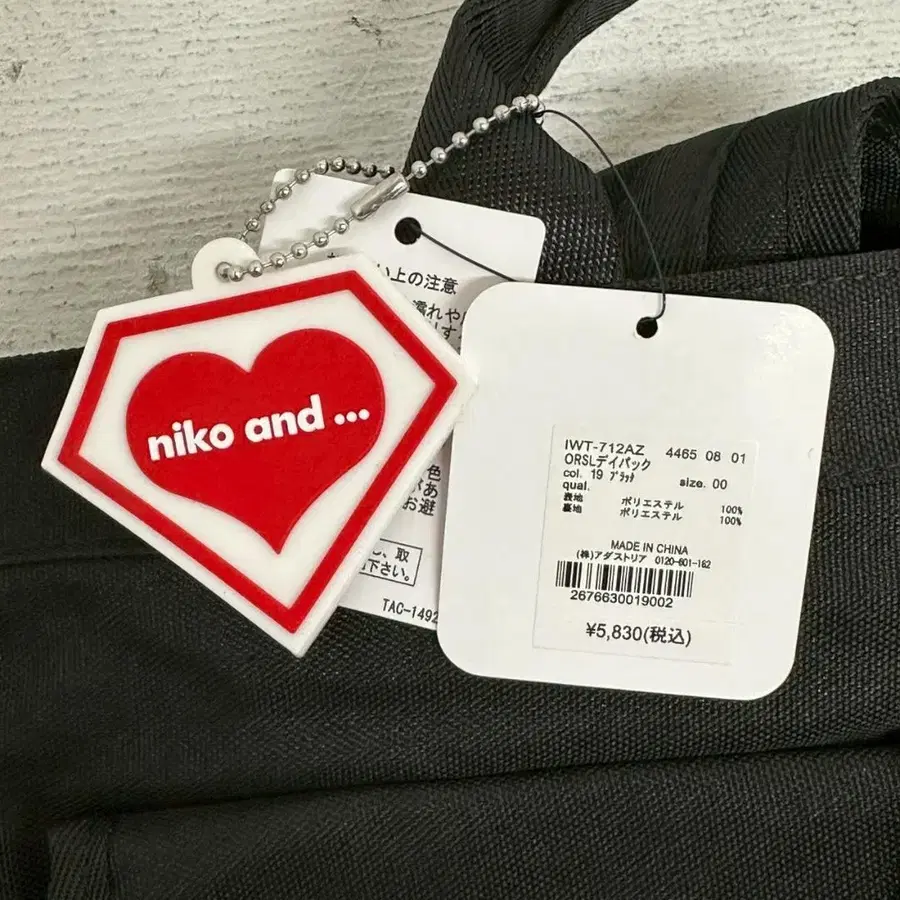 niko and ...
い上の注意
濡れや
色
があ
お避
し、取
下さい。
TAC-1492
IWT-712AZ 4465 08 01
ORSLデイパック
col. 19 ブラック size. 00
qual.
表地 ポリエステル 100%
裏地 ポリエステル 100%
MADE IN CHINA
(株)アダストリア 0120-601-162
2676630019002
¥5,830(税込)